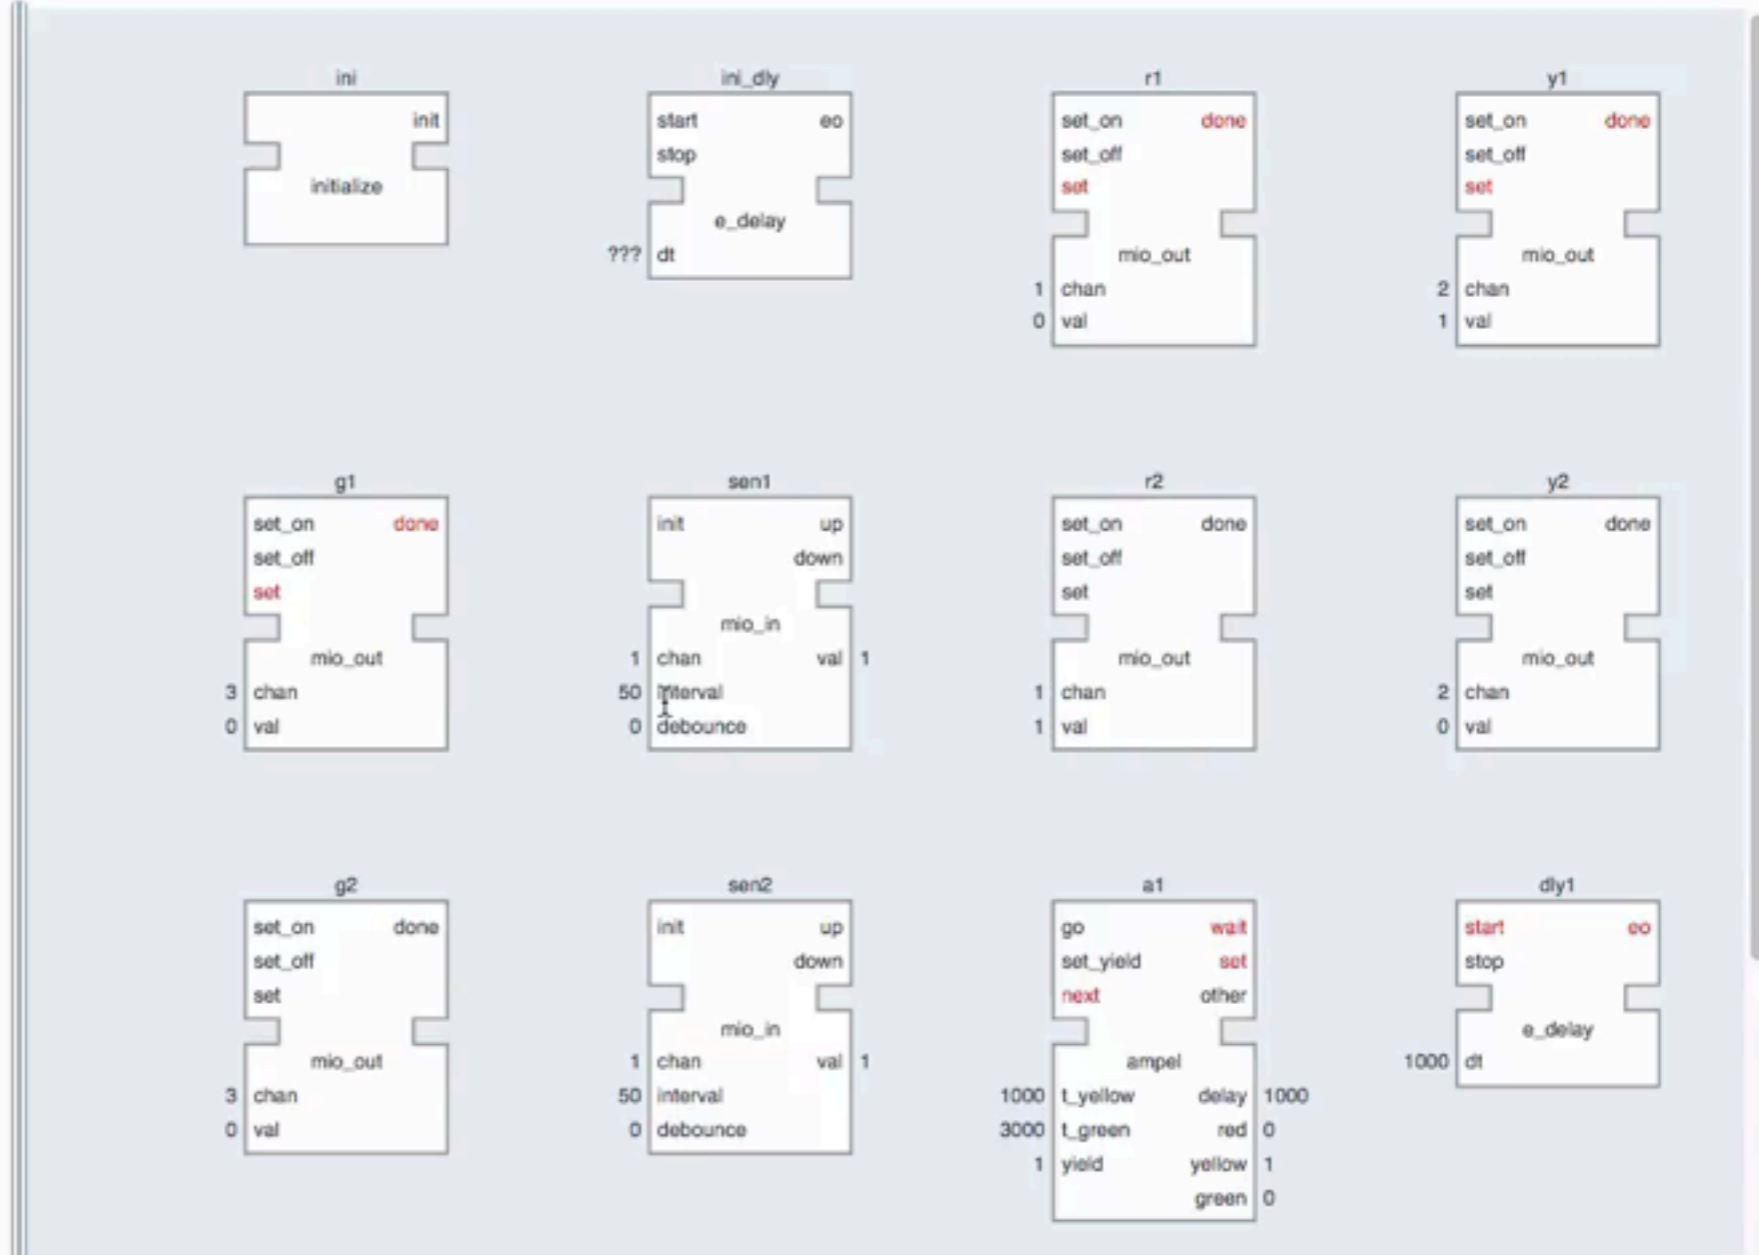 ini
init
initialize
ini_dly
start eo
stop
e_delay
??? dt
r1
set_on done
set_off
set
mio_out
1 chan
0 val
y1
set_on done
set_off
set
mio_out
2 chan
1 val
g1
set_on done
set_off
set
mio_out
3 chan
0 val
sen1
init up
down
mio_in
1 chan val 1
50 interval
0 debounce
r2
set_on done
set_off
set
mio_out
1 chan
1 val
y2
set_on done
set_off
set
mio_out
2 chan
0 val
g2
set_on done
set_off
set
mio_out
3 chan
0 val
sen2
init up
down
mio_in
1 chan val 1
50 interval
0 debounce
a1
go wait
set_yield set
next other
ampel
1000 t_yellow delay 1000
3000 t_green red 0
1 yield yellow 1
green 0
dly1
start eo
stop
e_delay
1000 dt